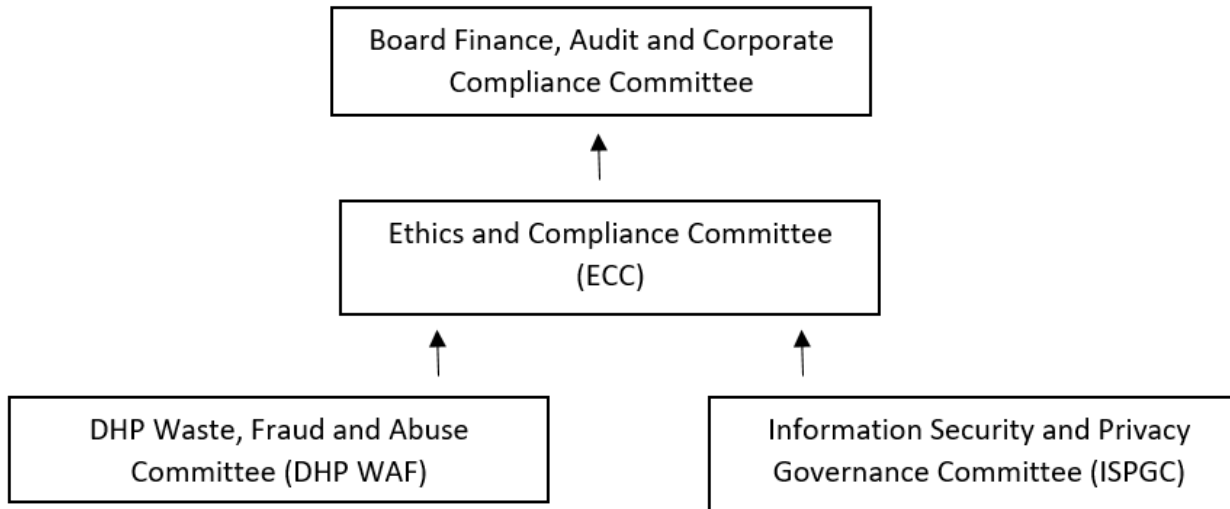 Board Finance, Audit and Corporate
Compliance Committee
Ethics and Compliance Committee
(ECC)
DHP Waste, Fraud and Abuse
Committee (DHP WAF)
Information Security and Privacy
Governance Committee (ISPGC)